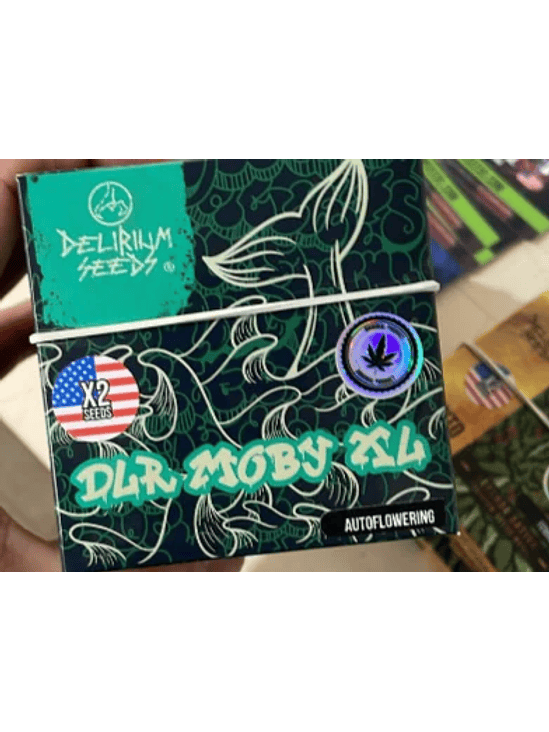 DELIRIUM
SEEDS ®
X2
SEEDS
DLR MOBY XL
AUTOFLOWERING